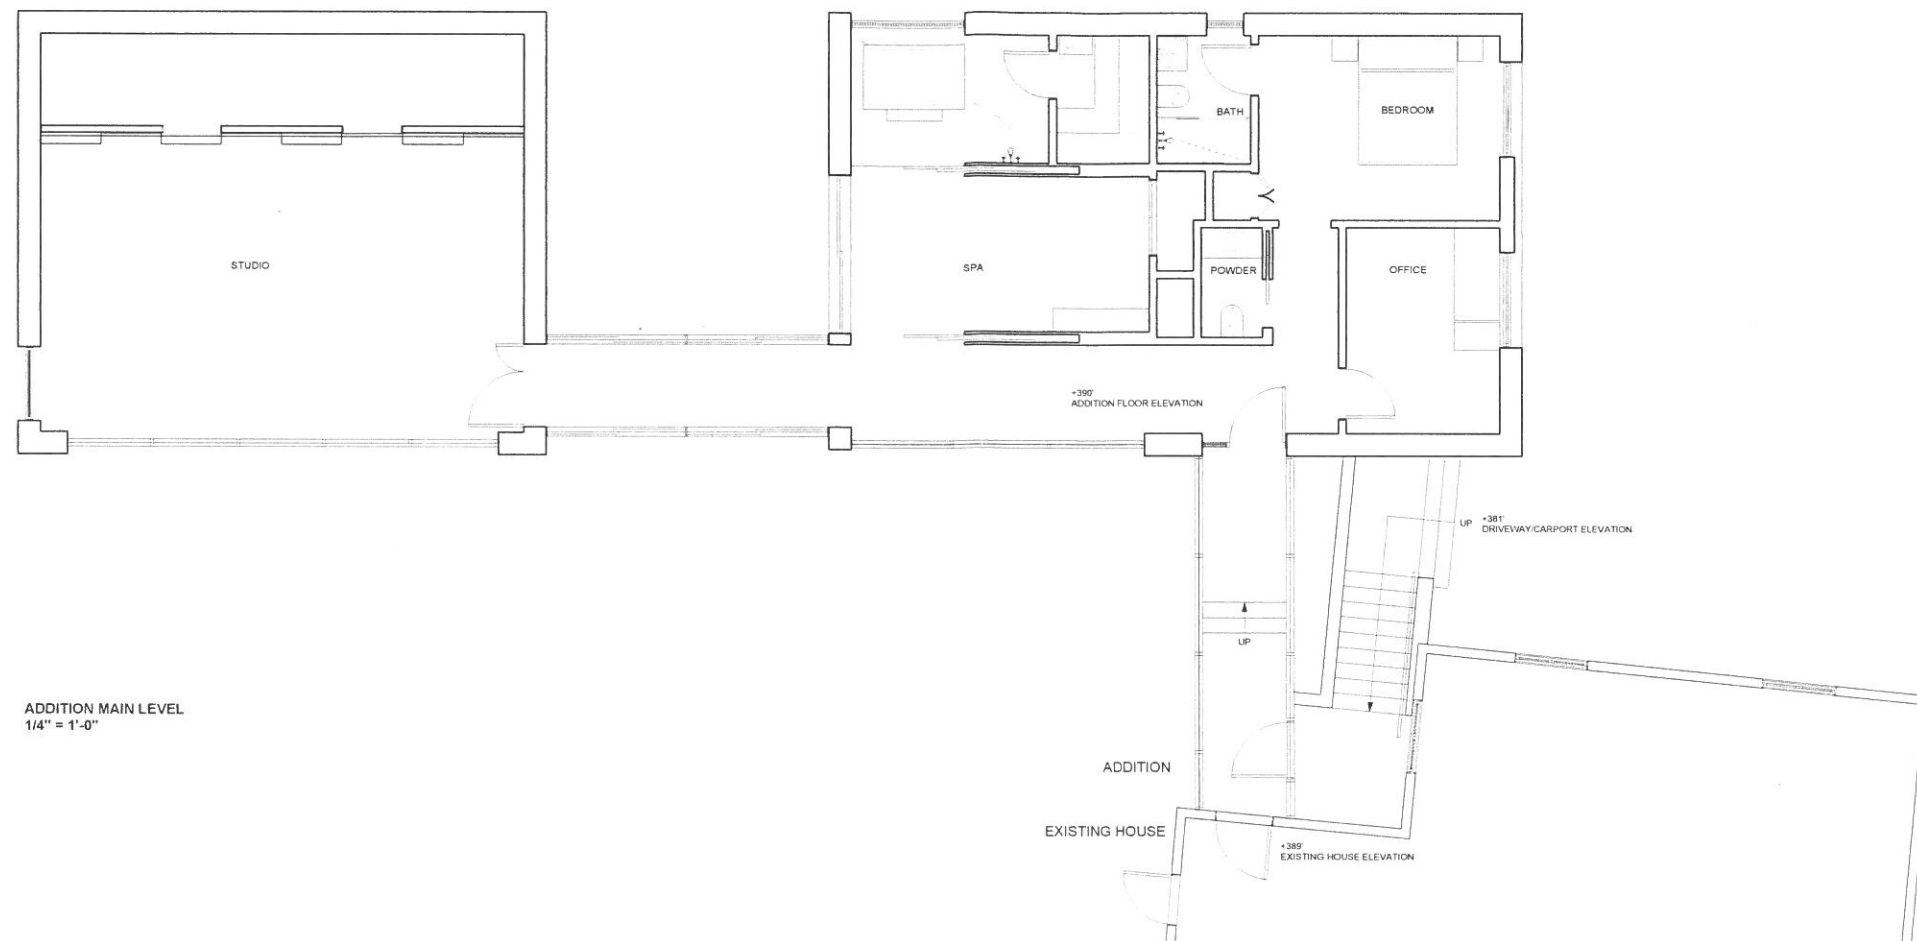 BATH
BEDROOM
STUDIO
SPA
POWDER
OFFICE
+390'
ADDITION FLOOR ELEVATION
UP
+381'
DRIVEWAY/CARPORT ELEVATION
UP
ADDITION MAIN LEVEL
1/4" = 1'-0"
ADDITION
EXISTING HOUSE
+389'
EXISTING HOUSE ELEVATION